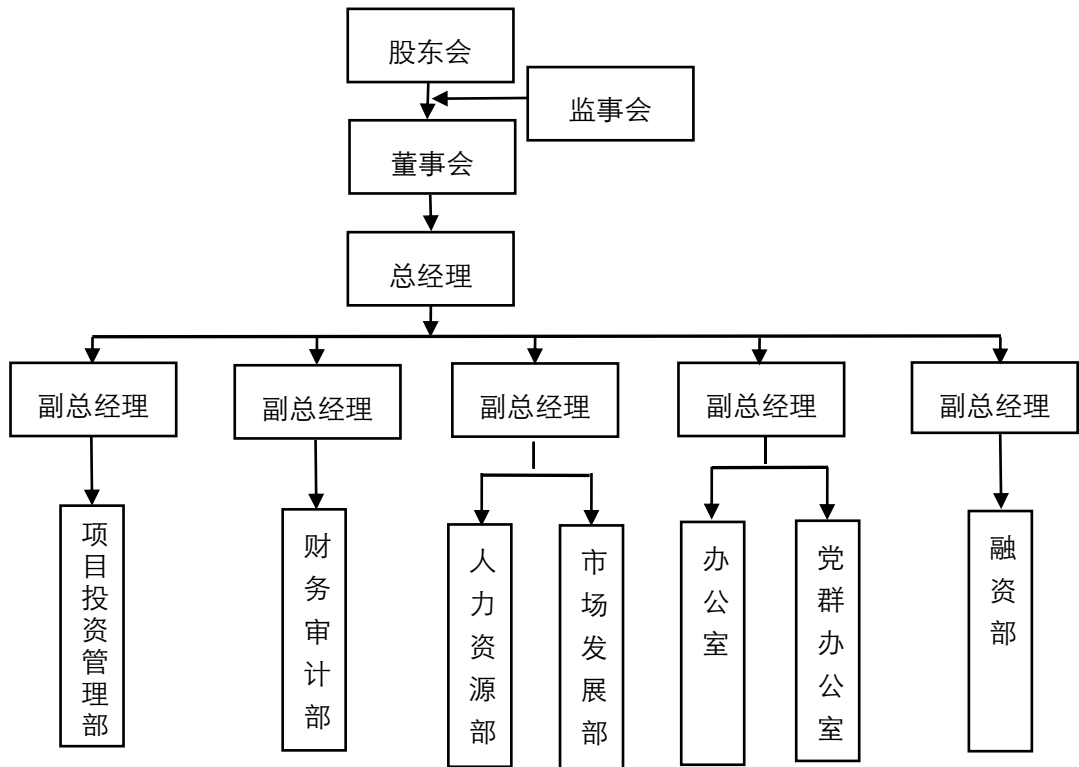 股东会
监事会
董事会
总经理
副总经理
副总经理
副总经理
副总经理
副总经理
项目投资管理部
财务审计部
人力资源部
市场发展部
办公室
党群办公室
融资部